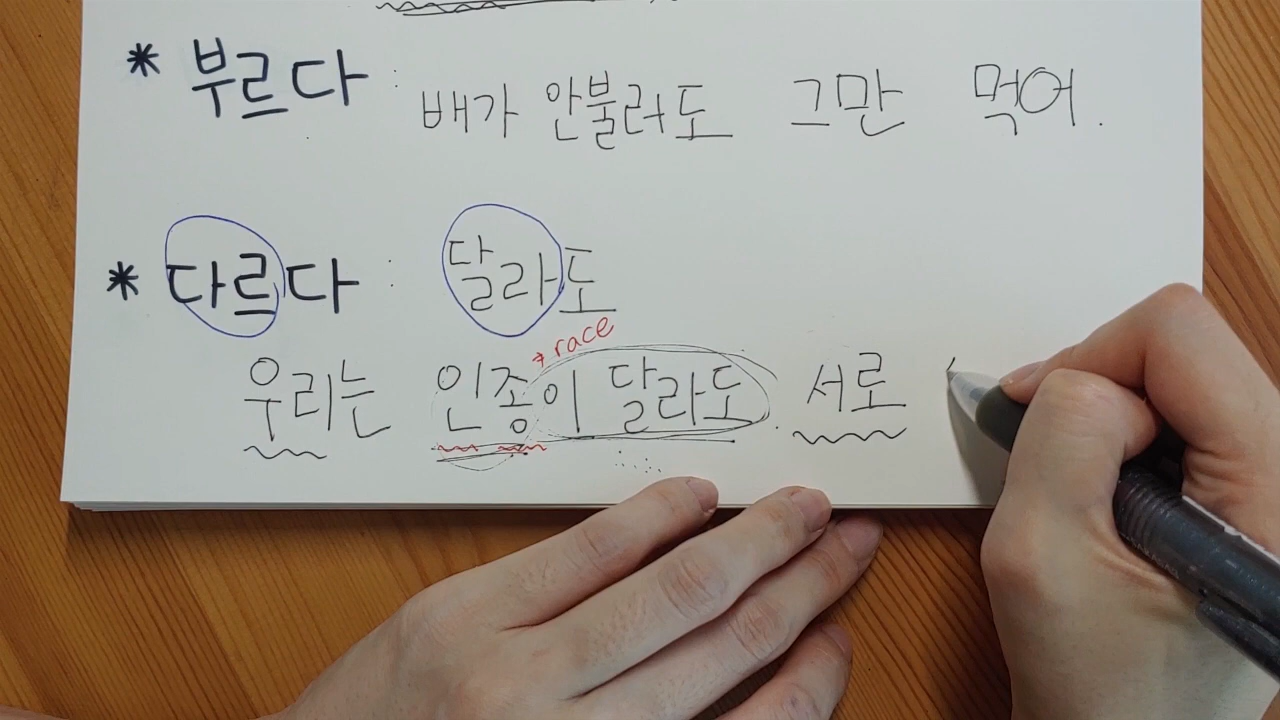 * 부르다 : 배가 안불러도 그만 먹어.
* 다르다 : 달라도
→ race
우리는 인종이 달라도 서로